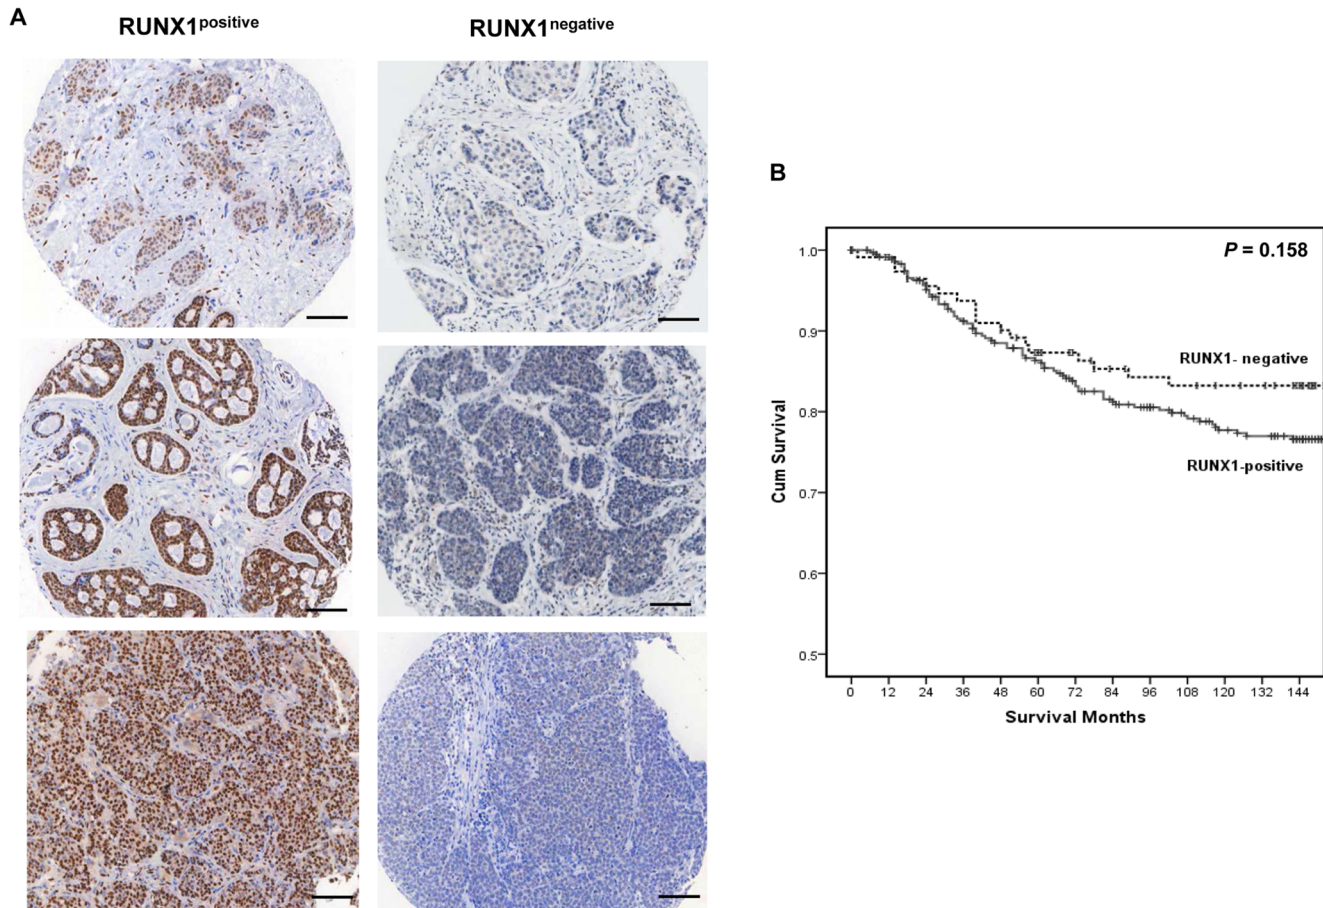 A
RUNX1positive
RUNX1negative
B
P = 0.158
1.0
0.9
0.8
0.7
0.6
0.5
RUNX1- negative
RUNX1-positive
Cum Survival
0 12 24 36 48 60 72 84 96 108 120 132 144
Survival Months